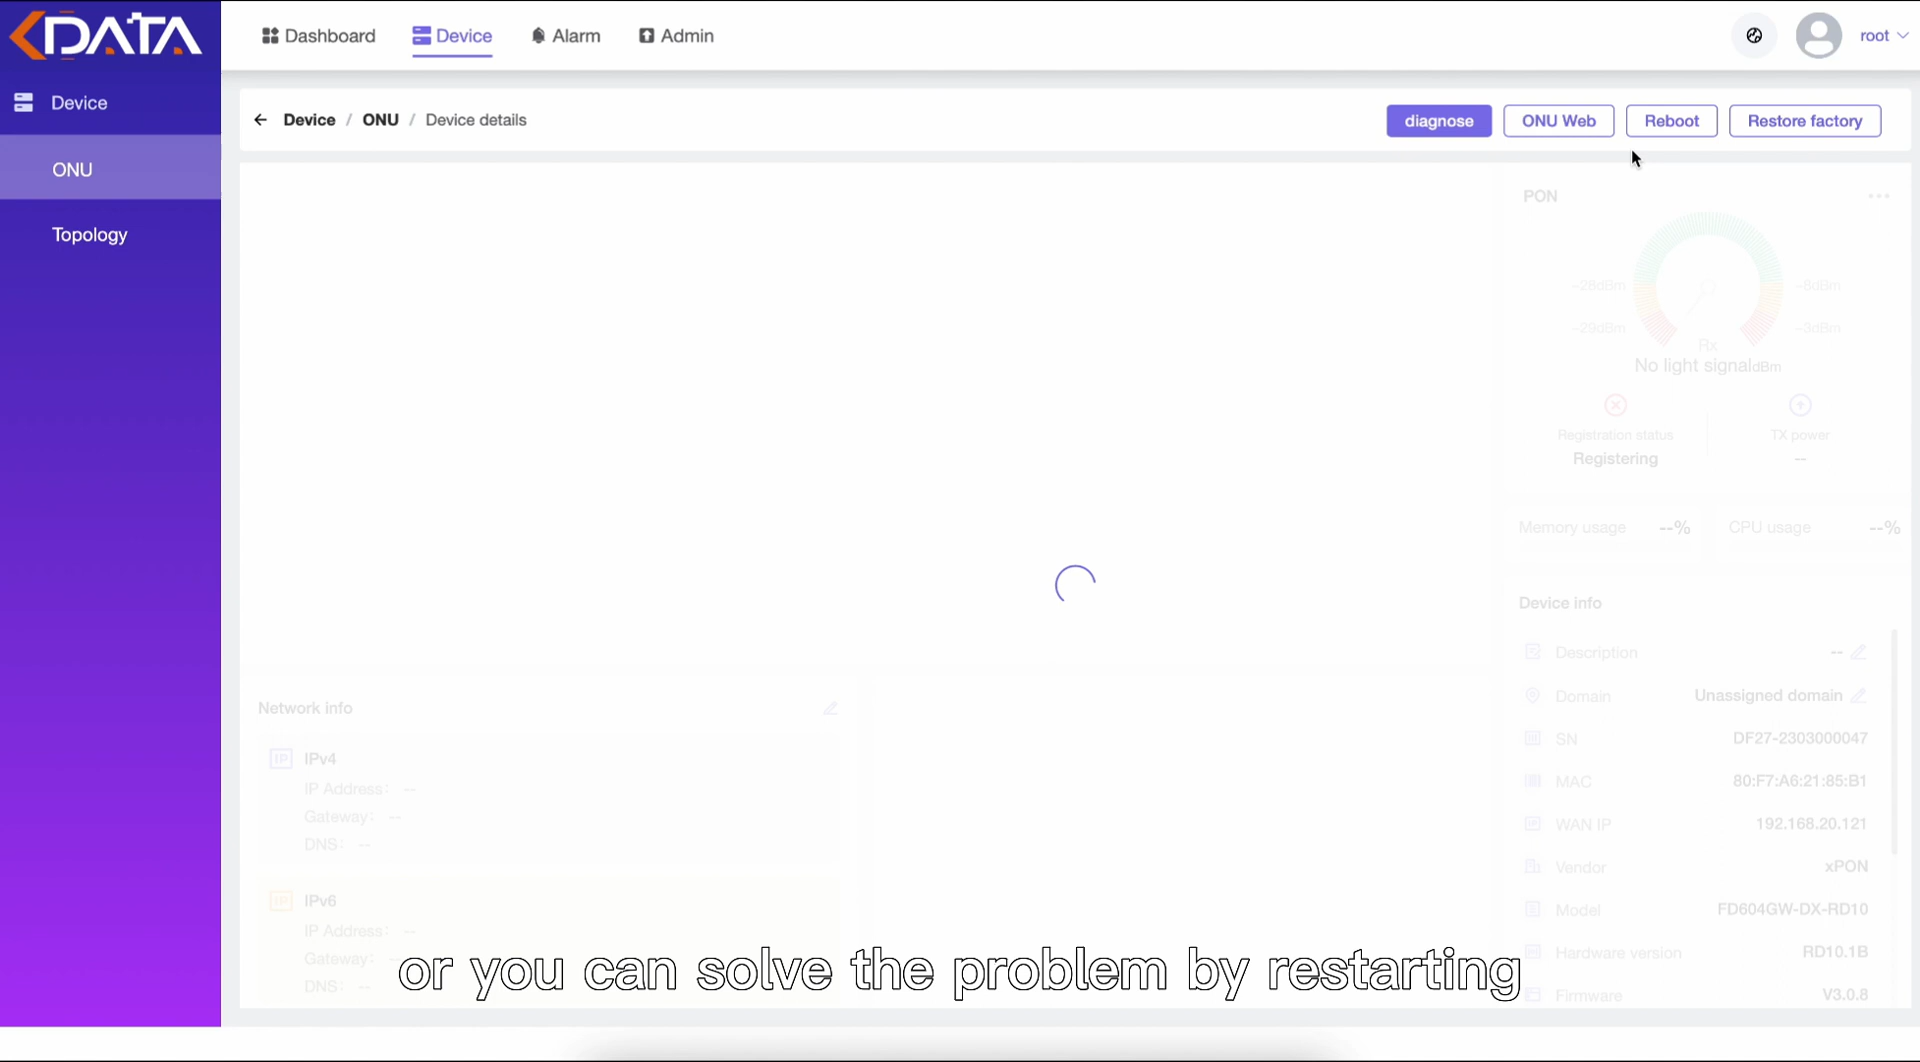 DATA
Dashboard
Device
Alarm
Admin
root
Device
ONU
Topology
Device / ONU / Device details
diagnose
ONU Web
Reboot
Restore factory
PON
-28dBm
-8dBm
-29dBm
-3dBm
Rx
No light signaldBm
Registration status
Registering
TX power
--
Memory usage --%
CPU usage --%
Device info
Description --
Domain Unassigned domain
SN DF27-2303000047
MAC 80:F7:A6:21:85:B1
WAN IP 192.168.20.121
Vendor xPON
Model FD604GW-DX-RD10
Hardware version RD10.1B
Firmware V3.0.8
Network info
IP IPv4
IP Address: --
Gateway: --
DNS: --
IP IPv6
IP Address: --
Gateway: --
DNS: --
or you can solve the problem by restarting